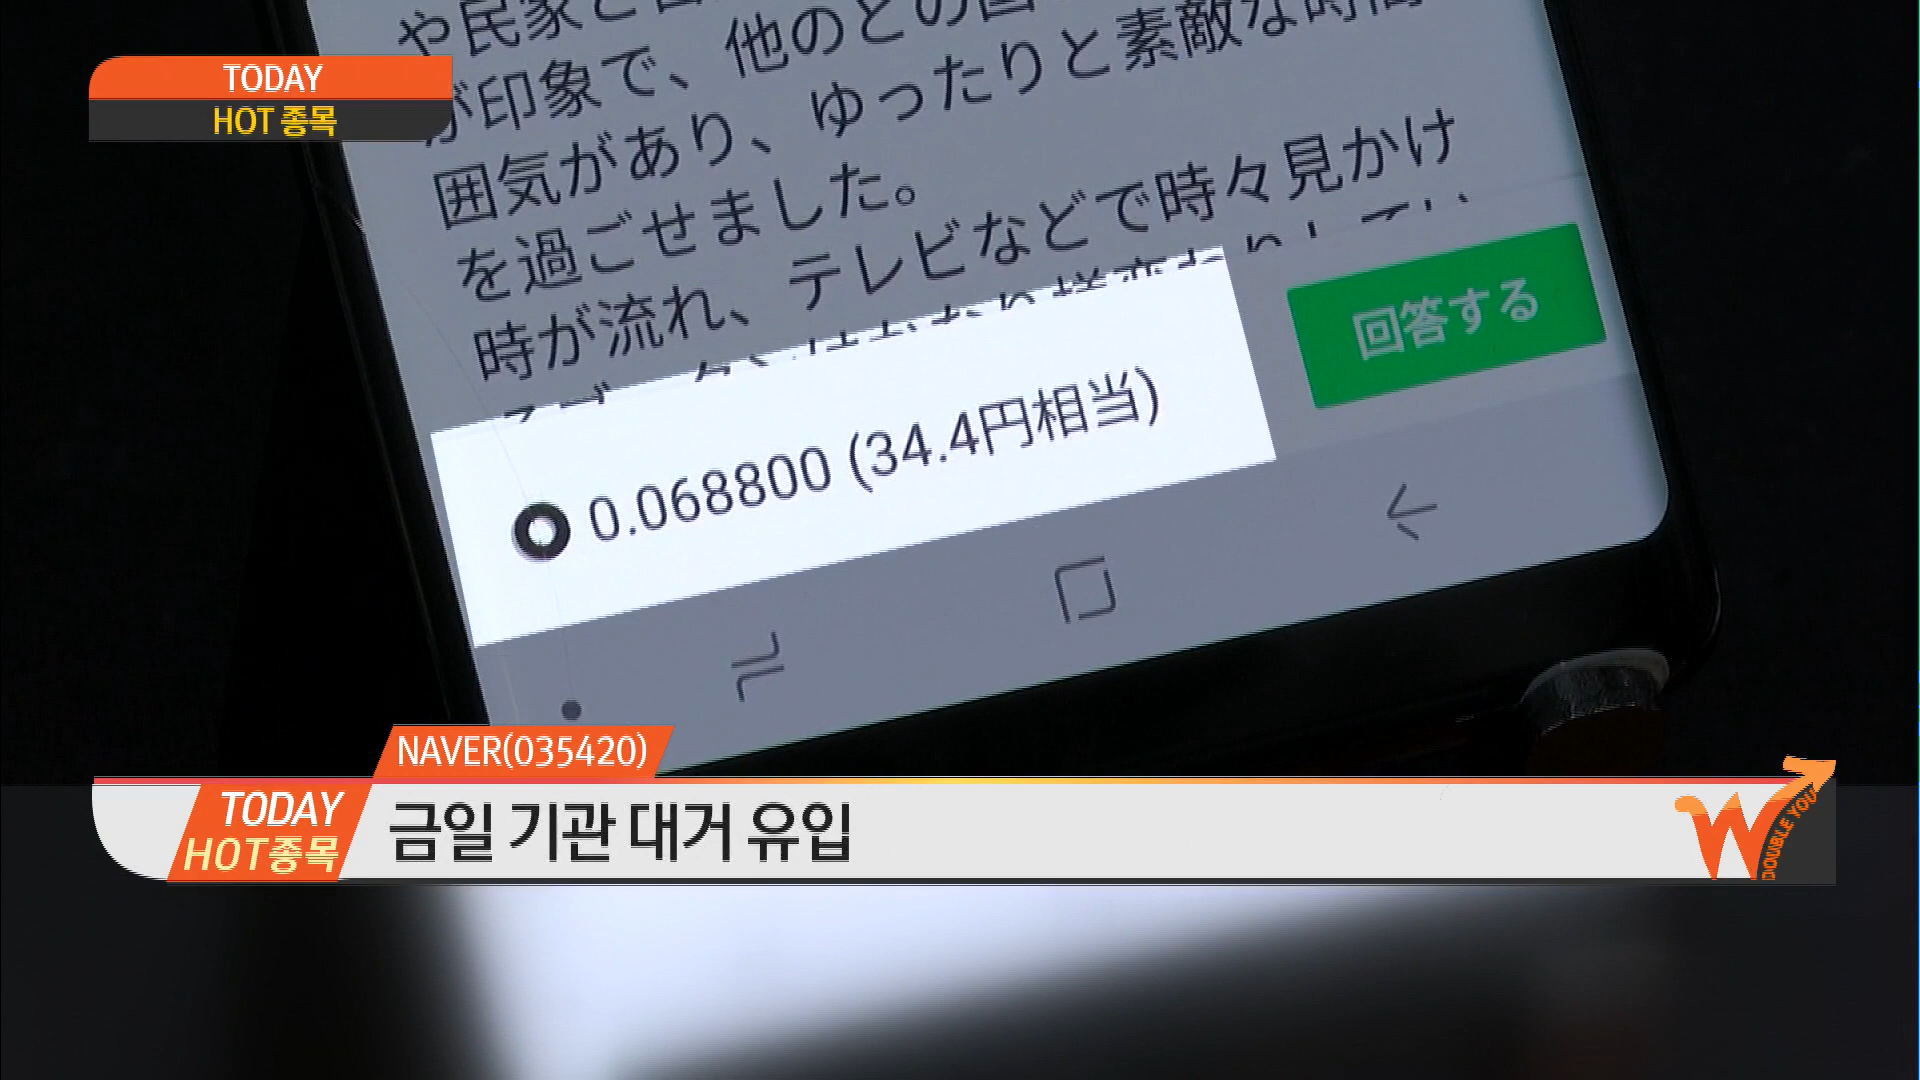 TODAY
HOT 종목
が印象で、他のとの
ゆったりと素敵な時間
囲気があり、
を過ごせました。
時が流れ、テレビなどで時々見かけ
0.068800 (34.4円相当)
回答する
NAVER(035420)
TODAY
HOT종목
금일 기관 대거 유입
W
DOUBLE YOU